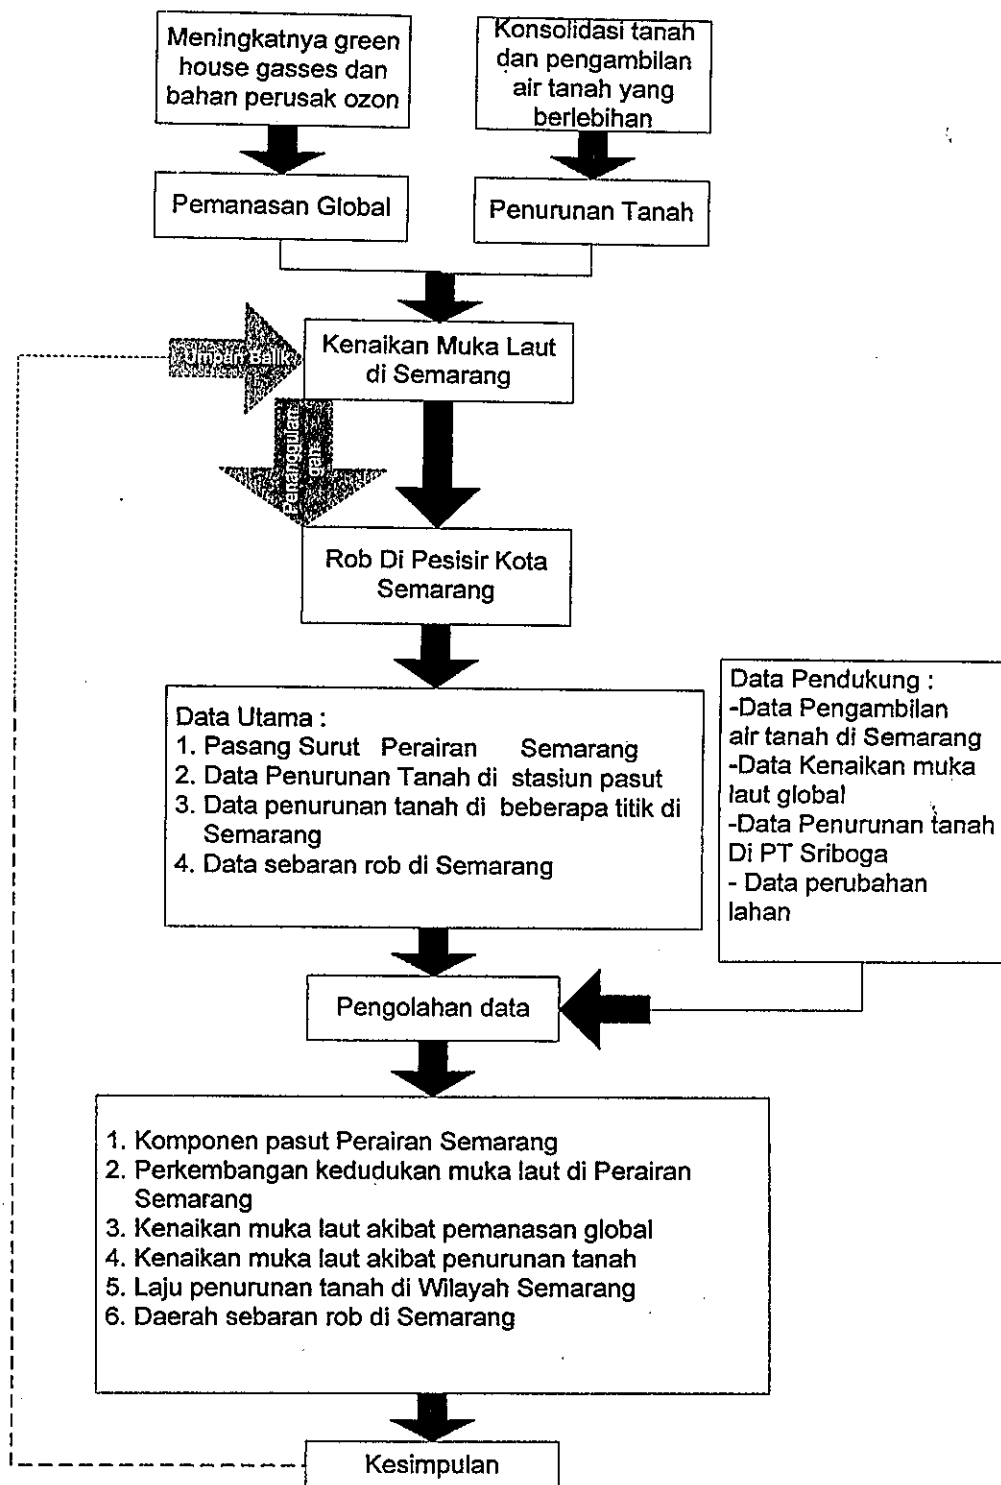 Meningkatnya green
house gasses dan
bahan perusak ozon
Konsolidasi tanah
dan pengambilan
air tanah yang
berlebihan
Pemanasan Global
Penurunan Tanah
Umpan Balik
Kenaikan Muka Laut
di Semarang
Penanggulan
gan
Rob Di Pesisir Kota
Semarang
Data Utama :
1. Pasang Surut Perairan Semarang
2. Data Penurunan Tanah di stasiun pasut
3. Data penurunan tanah di beberapa titik di
Semarang
4. Data sebaran rob di Semarang
Data Pendukung :
-Data Pengambilan
air tanah di Semarang
-Data Kenaikan muka
laut global
-Data Penurunan tanah
Di PT Sriboga
- Data perubahan
lahan
Pengolahan data
1. Komponen pasut Perairan Semarang
2. Perkembangan kedudukan muka laut di Perairan
Semarang
3. Kenaikan muka laut akibat pemanasan global
4. Kenaikan muka laut akibat penurunan tanah
5. Laju penurunan tanah di Wilayah Semarang
6. Daerah sebaran rob di Semarang
Kesimpulan